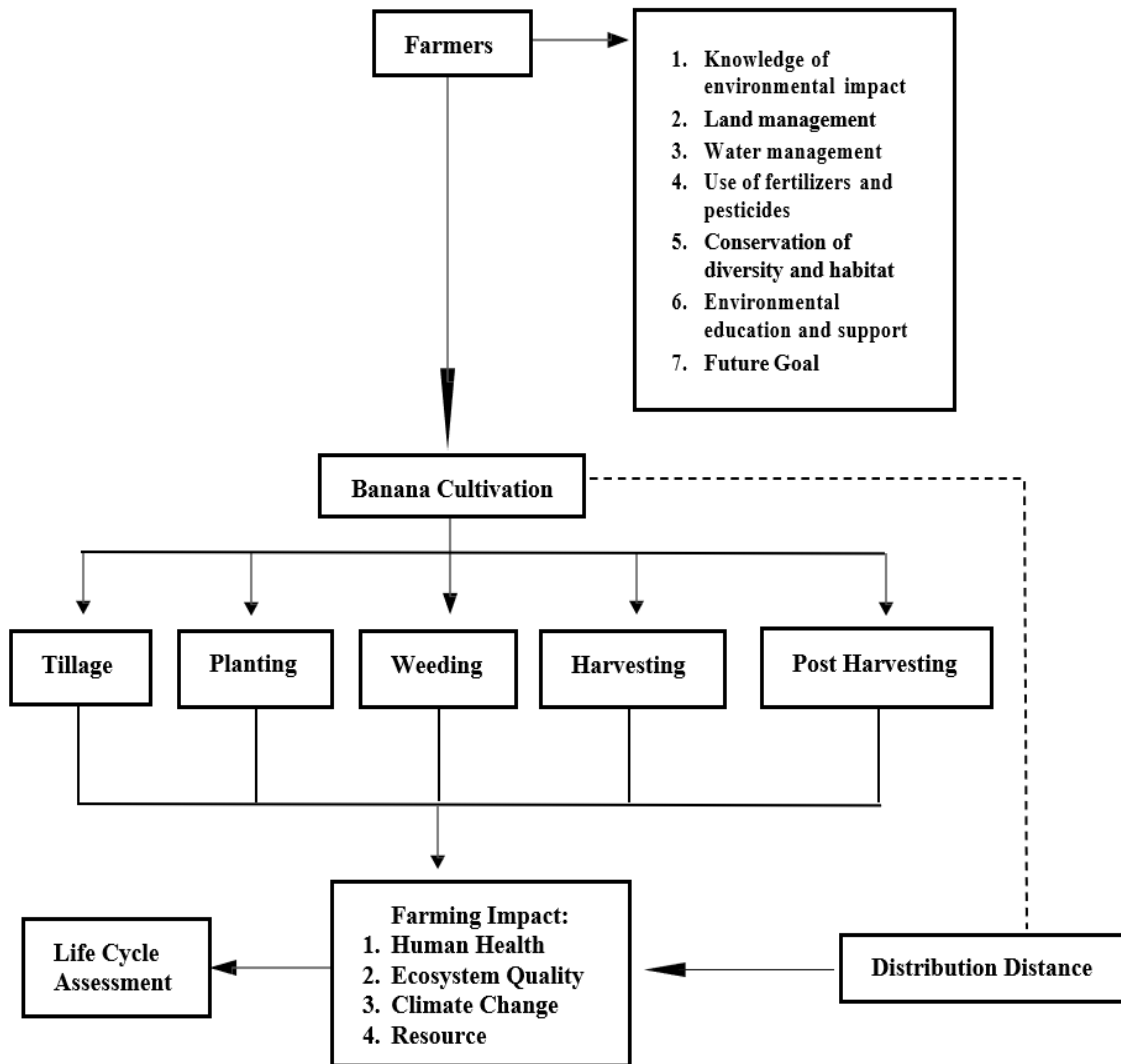 Farmers
1. Knowledge of
environmental impact
2. Land management
3. Water management
4. Use of fertilizers and
pesticides
5. Conservation of
diversity and habitat
6. Environmental
education and support
7. Future Goal
Banana Cultivation
Tillage
Planting
Weeding
Harvesting
Post Harvesting
Farming Impact:
1. Human Health
2. Ecosystem Quality
3. Climate Change
4. Resource
Life Cycle
Assessment
Distribution Distance